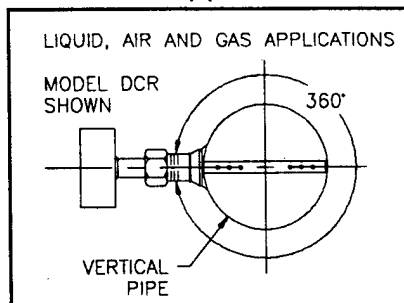 LIQUID, AIR AND GAS APPLICATIONS
MODEL DCR
SHOWN
360°
VERTICAL
PIPE